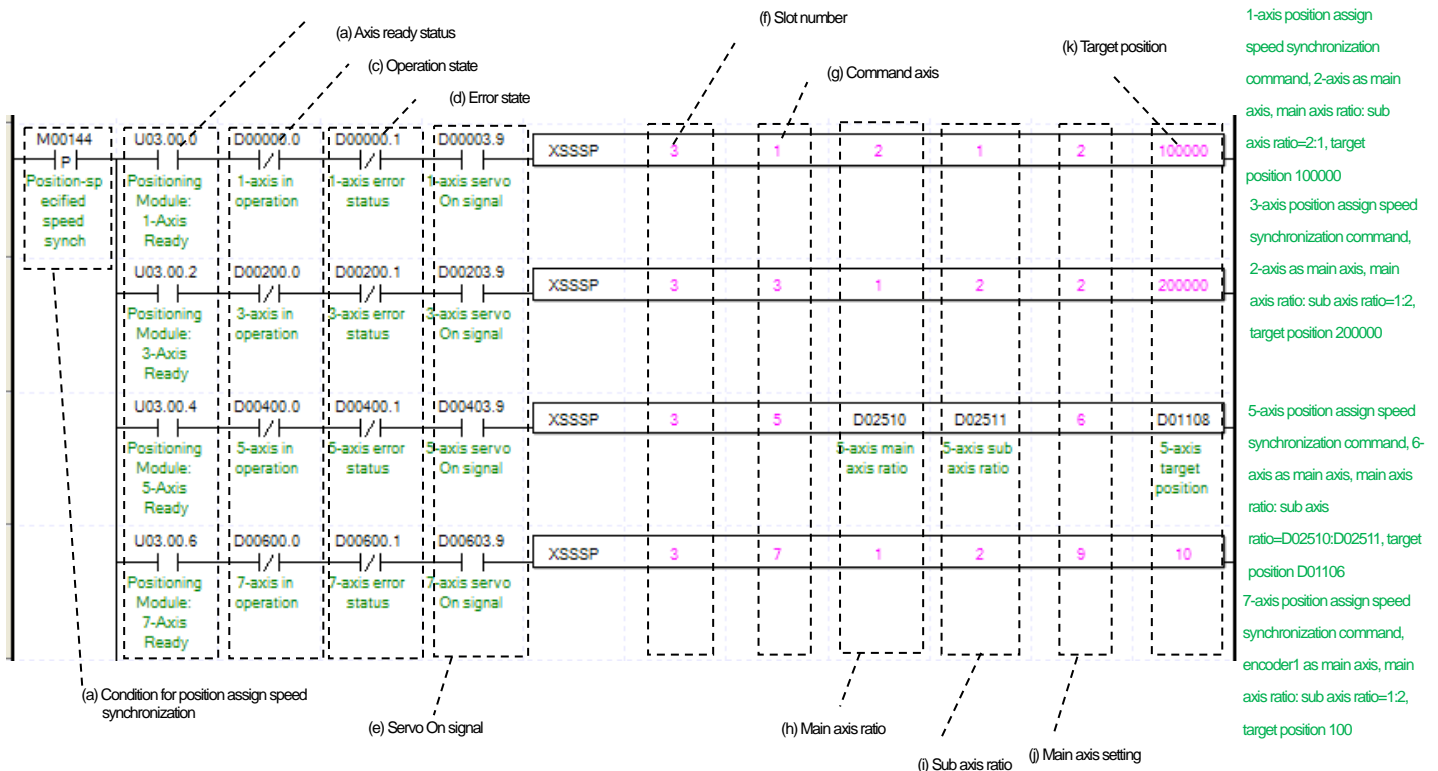 (a) Axis ready status
(c) Operation state
(d) Error state
(f) Slot number
(g) Command axis
(k) Target position
M00144
P
Position-sp
ecified
speed
synch
U03.00.0
Positioning
Module:
1-Axis
Ready
D00000.0
1-axis in
operation
D00000.1
1-axis error
status
D00003.9
1-axis servo
On signal
XSSSP 3 1 2 1 2 100000
U03.00.2
Positioning
Module:
3-Axis
Ready
D00200.0
3-axis in
operation
D00200.1
3-axis error
status
D00203.9
3-axis servo
On signal
XSSSP 3 3 1 2 2 200000
U03.00.4
Positioning
Module:
5-Axis
Ready
D00400.0
5-axis in
operation
D00400.1
5-axis error
status
D00403.9
5-axis servo
On signal
XSSSP 3 5 D02510 D02511 6 D01108
5-axis main
axis ratio
5-axis sub
axis ratio
5-axis
target
position
U03.00.6
Positioning
Module:
7-Axis
Ready
D00600.0
7-axis in
operation
D00600.1
7-axis error
status
D00603.9
7-axis servo
On signal
XSSSP 3 7 1 2 9 10
(a) Condition for position assign speed
synchronization
(e) Servo On signal
(h) Main axis ratio
(i) Sub axis ratio
(j) Main axis setting
1-axis position assign
speed synchronization
command, 2-axis as main
axis, main axis ratio: sub
axis ratio=2:1, target
position 100000
3-axis position assign speed
synchronization command,
2-axis as main axis, main
axis ratio: sub axis ratio=1:2,
target position 200000
5-axis position assign speed
synchronization command, 6-
axis as main axis, main axis
ratio: sub axis
ratio=D02510:D02511, target
position D01106
7-axis position assign speed
synchronization command,
encoder1 as main axis, main
axis ratio: sub axis ratio=1:2,
target position 100